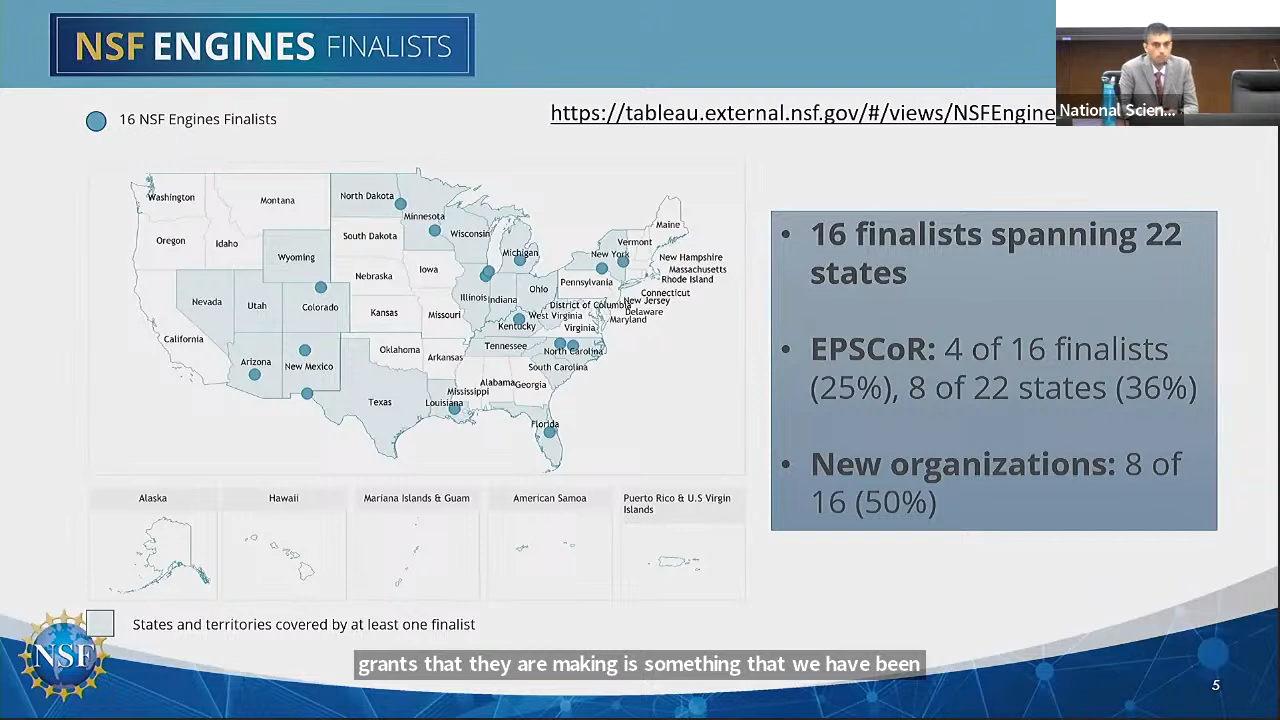 NSF ENGINES FINALISTS
National Scien...
16 NSF Engines Finalists
https://tableau.external.nsf.gov/#/views/NSFEngine
Washington
Montana
North Dakota
Minnesota
Maine
Oregon
Idaho
South Dakota
Wisconsin
Michigan
New York
Vermont
Wyoming
New Hampshire
Massachusetts
Rhode Island
Nebraska
Iowa
Pennsylvania
Connecticut
Nevada
Utah
Colorado
Kansas
Missouri
Illinois
Indiana
Ohio
District of Columbia
New Jersey
Delaware
Maryland
West Virginia
Virginia
Kentucky
California
Arizona
New Mexico
Oklahoma
Arkansas
Tennessee
North Carolina
South Carolina
Texas
Louisiana
Mississippi
Alabama
Georgia
Florida
• 16 finalists spanning 22
states
• EPSCoR: 4 of 16 finalists
(25%), 8 of 22 states (36%)
• New organizations: 8 of
16 (50%)
Alaska
Hawaii
Mariana Islands & Guam
American Samoa
Puerto Rico & U.S Virgin
Islands
States and territories covered by at least one finalist
NSF
grants that they are making is something that we have been
5